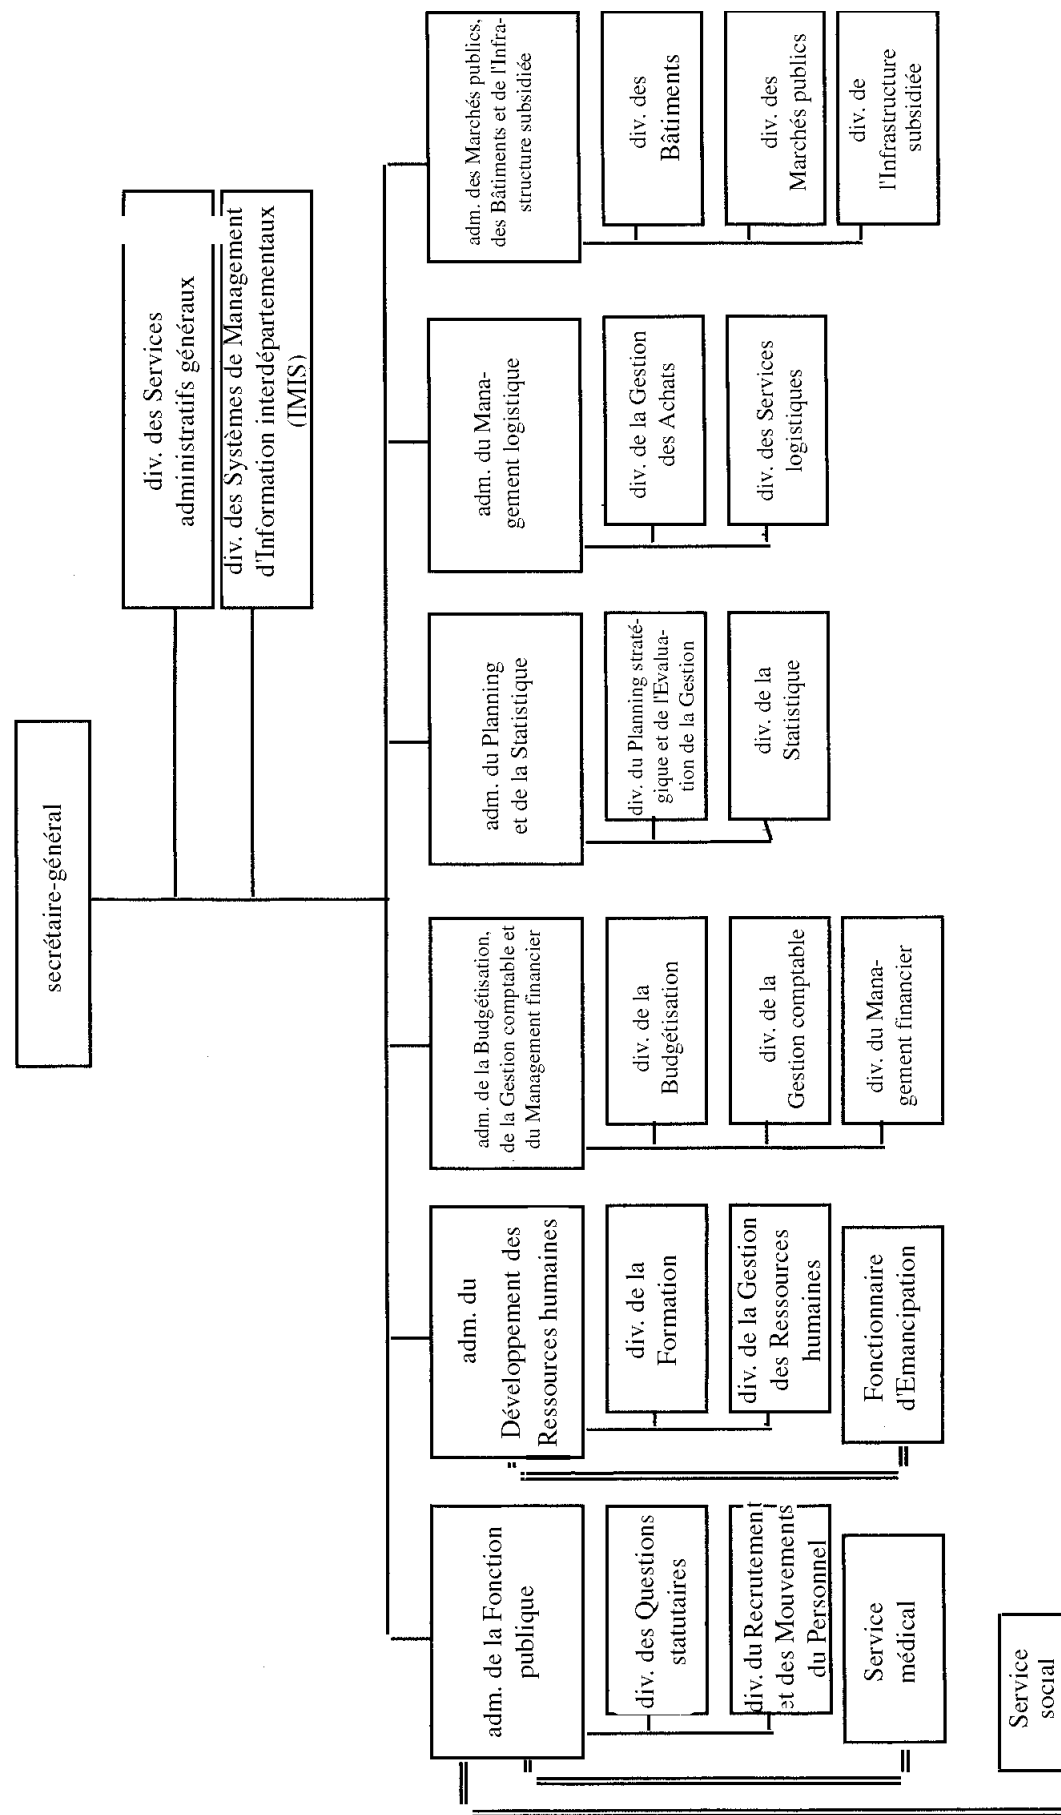 secrétaire-général
div. des Services
administratifs généraux
div. des Systèmes de Management
d'Information interdépartementaux
(IMIS)
adm. de la Fonction
publique
div. des Questions
statutaires
div. du Recrutement
et des Mouvements
du Personnel
Service
médical
Service
social
adm. du
Développement des
Ressources humaines
div. de la
Formation
div. de la Gestion
des Ressources
humaines
Fonctionnaire
d'Emancipation
adm. de la Budgétisation,
de la Gestion comptable et
du Management financier
div. de la
Budgétisation
div. de la
Gestion comptable
div. du Mana-
gement financier
adm. du Planning
et de la Statistique
div. du Planning straté-
gique et de l'Evalua-
tion de la Gestion
div. de la
Statistique
adm. du Mana-
gement logistique
div. de la Gestion
des Achats
div. des Services
logistiques
adm. des Marchés publics,
des Bâtiments et de l'Infra-
structure subsidiée
div. des
Bâtiments
div. des
Marchés publics
div. de
l'Infrastructure
subsidiée